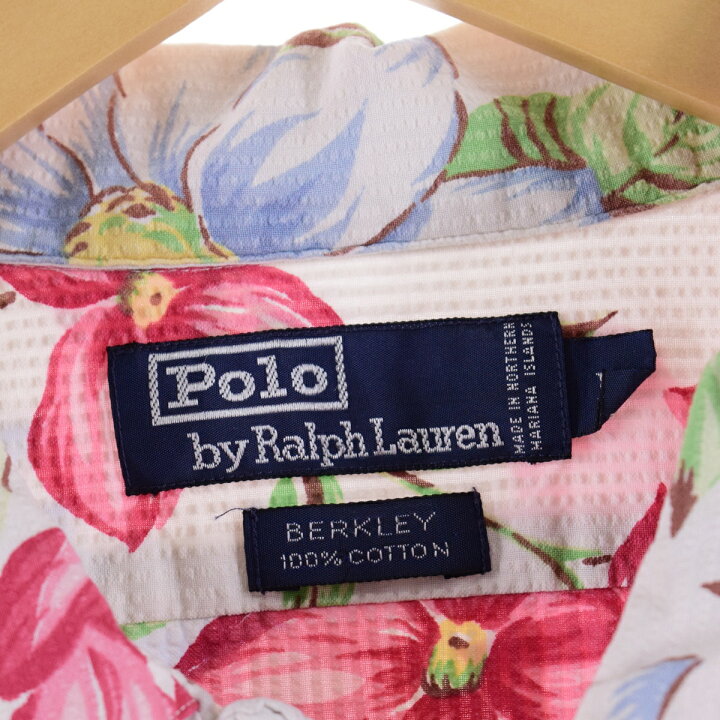 Polo
by Ralph Lauren
MADE IN NORTHERN
MARIANA ISLANDS
BERKLEY
100% COTTON